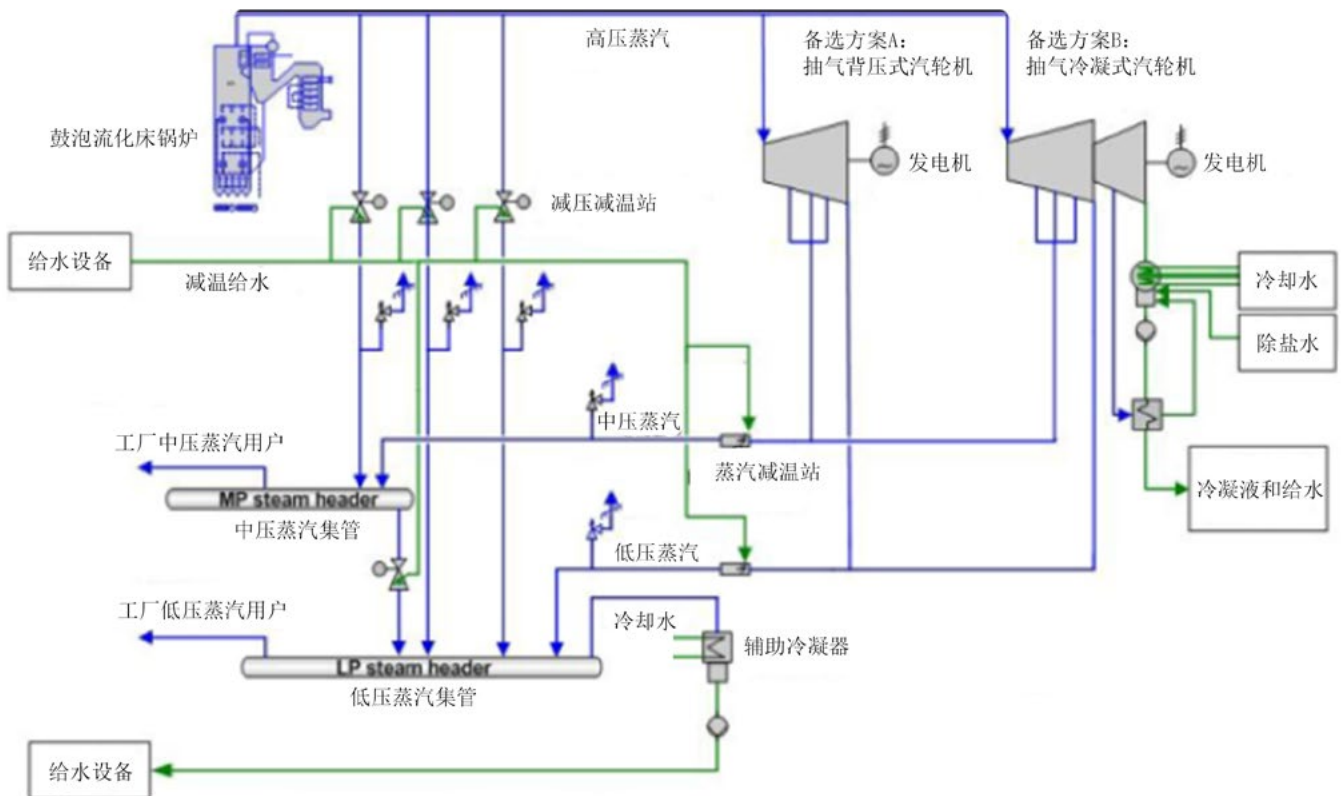 高压蒸汽
备选方案A：
抽气背压式汽轮机
备选方案B：
抽气冷凝式汽轮机
鼓泡流化床锅炉
发电机
发电机
减压减温站
给水设备
减温给水
冷却水
除盐水
中压蒸汽
工厂中压蒸汽用户
蒸汽减温站
MP steam header
中压蒸汽集管
冷凝液和给水
低压蒸汽
工厂低压蒸汽用户
冷却水
辅助冷凝器
LP steam header
低压蒸汽集管
给水设备